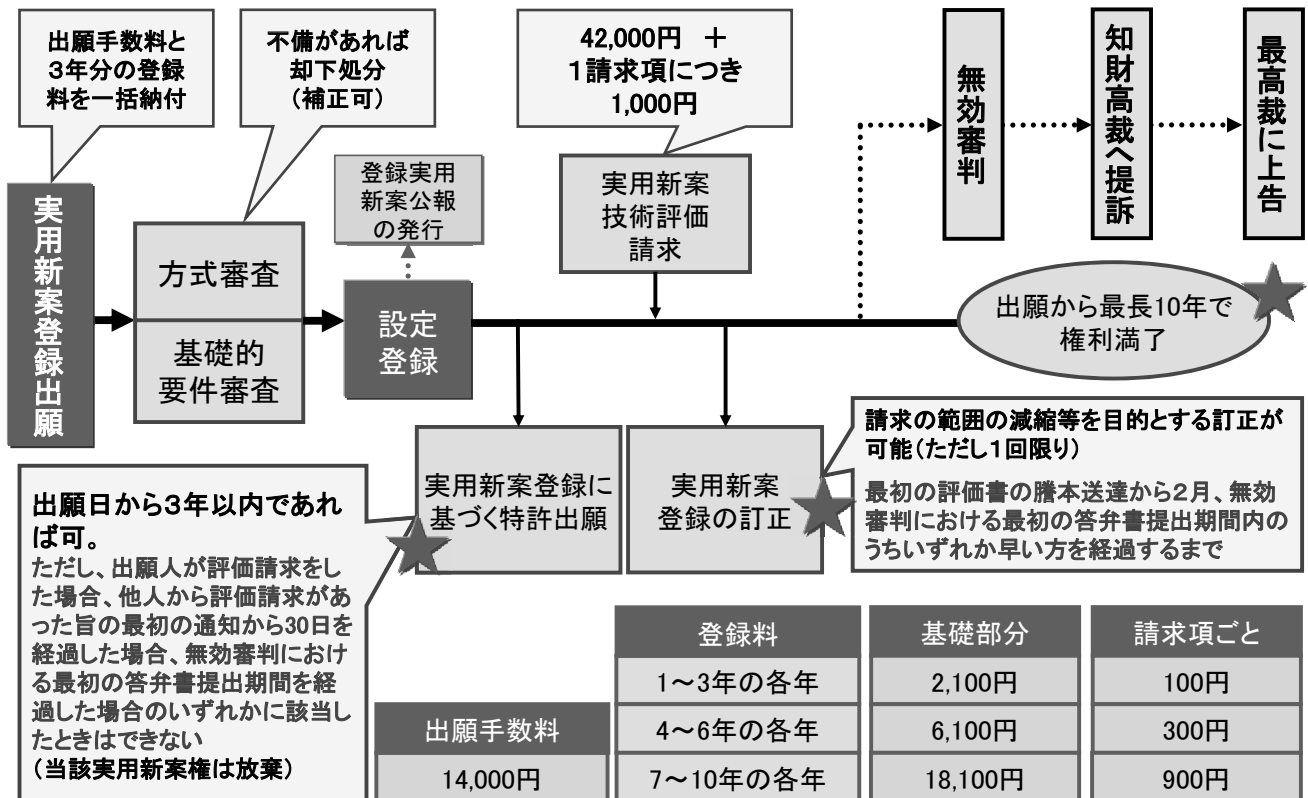 出願手数料と
3年分の登録
料を一括納付
不備があれば
却下処分
(補正可)
42,000円 +
1請求項につき
1,000円
無効審判
知財高裁へ提訴
最高裁に上告
実用新案登録出願
方式審査
基礎的
要件審査
登録実用
新案公報
の発行
設定
登録
実用新案
技術評価
請求
出願から最長10年で
権利満了
実用新案登録に
基づく特許出願
実用新案
登録の訂正
請求の範囲の減縮等を目的とする訂正が
可能(ただし1回限り)
最初の評価書の謄本送達から2月、無効
審判における最初の答弁書提出期間内の
うちいずれか早い方を経過するまで
出願日から3年以内であれ
ば可。
ただし、出願人が評価請求をし
た場合、他人から評価請求があ
った旨の最初の通知から30日を
経過した場合、無効審判におけ
る最初の答弁書提出期間を経
過した場合のいずれかに該当し
たときはできない
(当該実用新案権は放棄)
出願手数料
14,000円
登録料 基礎部分 請求項ごと
1~3年の各年 2,100円 100円
4~6年の各年 6,100円 300円
7~10年の各年 18,100円 900円